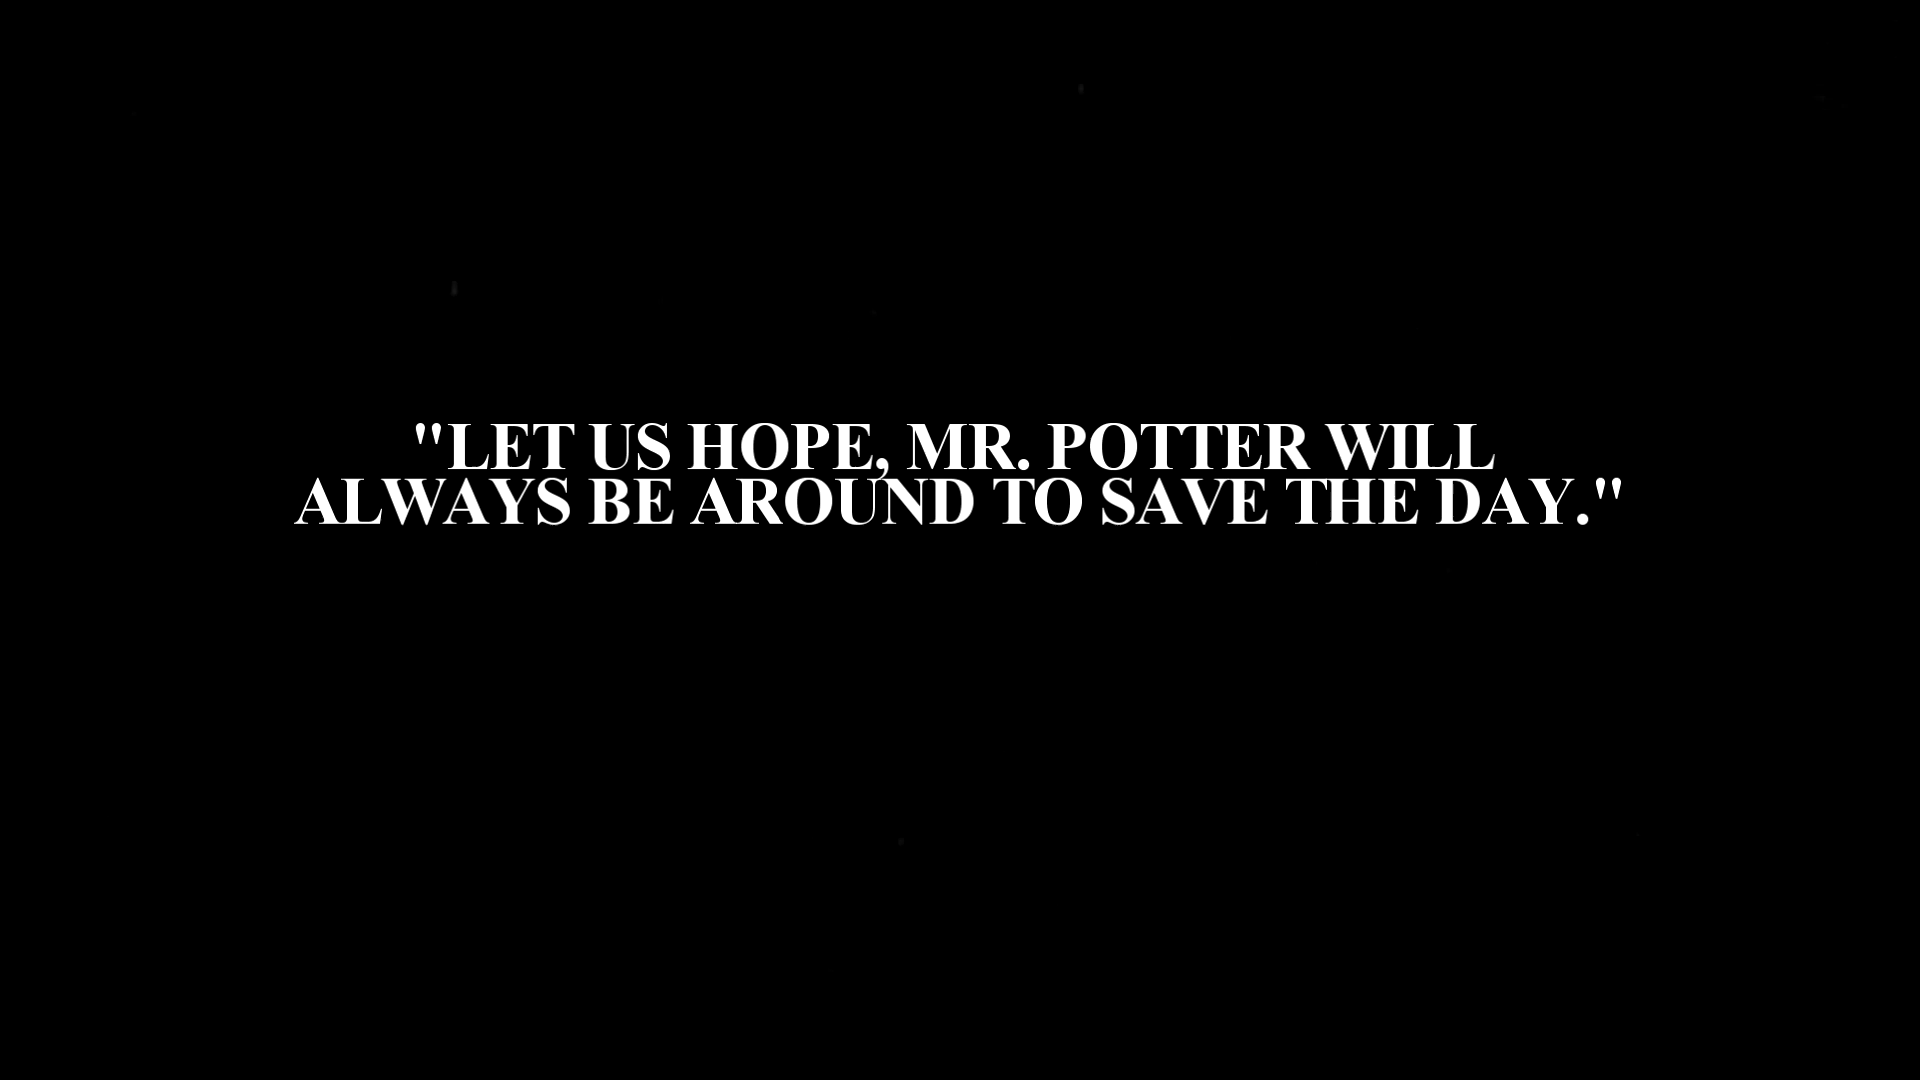 "LET US HOPE, MR. POTTER WILL
ALWAYS BE AROUND TO SAVE THE DAY."